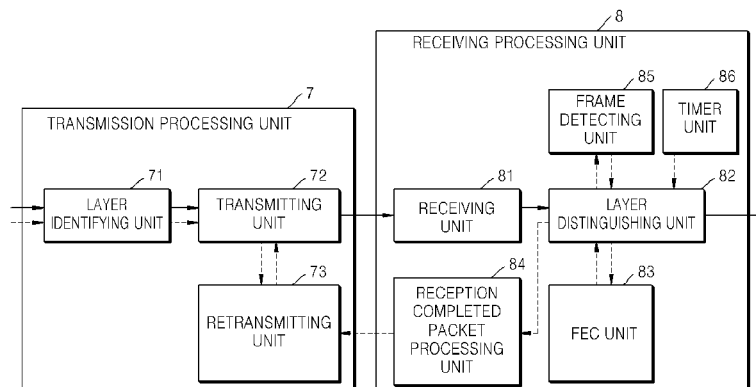 8
RECEIVING PROCESSING UNIT
7
TRANSMISSION PROCESSING UNIT
85
FRAME
DETECTING
UNIT
86
TIMER
UNIT
71
LAYER
IDENTIFYING UNIT
72
TRANSMITTING
UNIT
81
RECEIVING
UNIT
82
LAYER
DISTINGUISHING UNIT
73
RETRANSMITTING
UNIT
84
RECEPTION
COMPLETED
PACKET
PROCESSING
UNIT
83
FEC UNIT